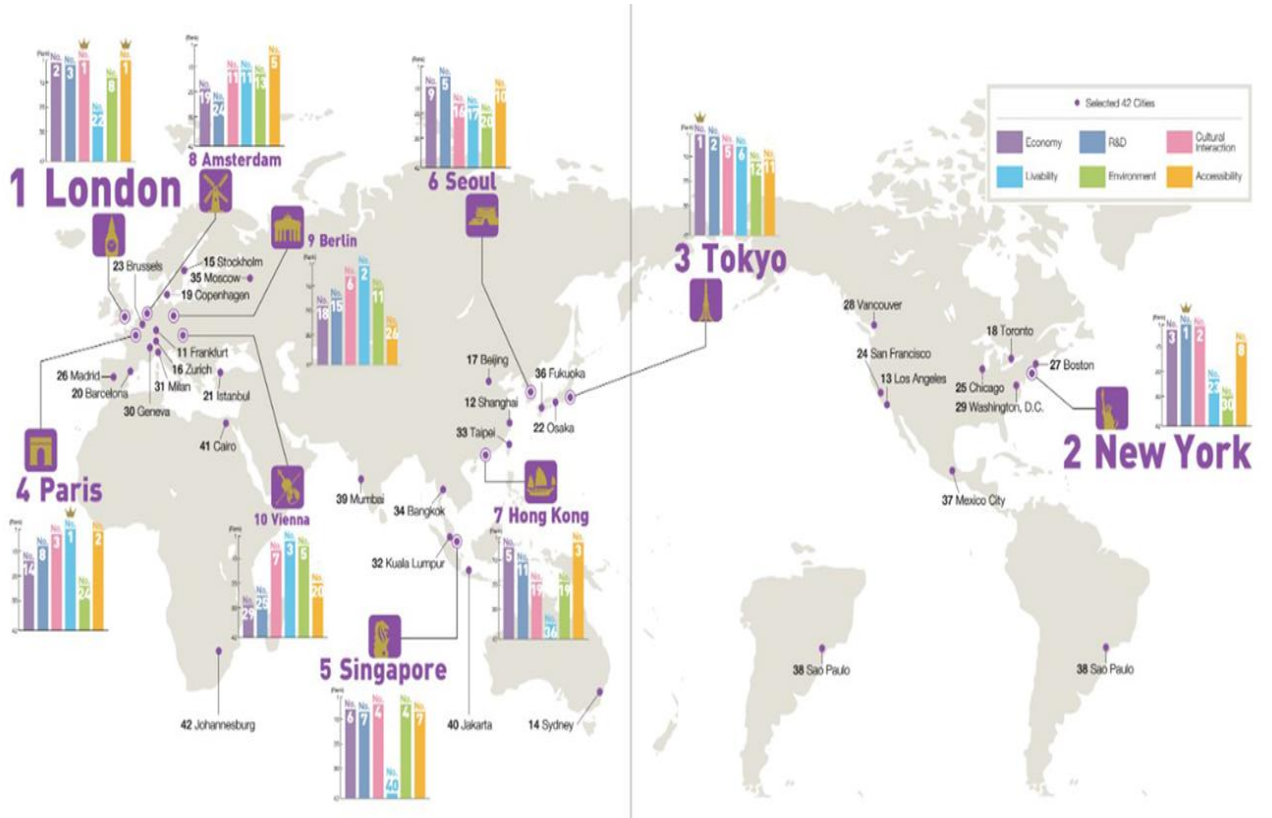 No. 2 No. 3 No. 1 No. 22 No. 8 No. 1
1 London
No. 19 No. 24 No. 11 No. 11 No. 13 No. 5
8 Amsterdam
No. 9 No. 5 No. 16 No. 17 No. 20 No. 10
6 Seoul
No. 1 No. 2 No. 5 No. 6 No. 12 No. 11
3 Tokyo
Selected 42 Cities
Economy
R&D
Cultural
Interaction
Livability
Environment
Accessibility
9 Berlin
No. 18 No. 15 No. 6 No. 2 No. 11 No. 26
23 Brussels
15 Stockholm
35 Moscow
19 Copenhagen
11 Frankfurt
16 Zurich
31 Milan
26 Madrid
20 Barcelona
21 Istanbul
30 Geneva
41 Cairo
17 Beijing
36 Fukuoka
12 Shanghai
22 Osaka
33 Taipei
28 Vancouver
18 Toronto
24 San Francisco
27 Boston
13 Los Angeles
25 Chicago
29 Washington, D.C.
No. 3 No. 1 No. 2 No. 23 No. 30 No. 8
2 New York
37 Mexico City
4 Paris
No. 14 No. 8 No. 3 No. 1 No. 24 No. 2
10 Vienna
No. 29 No. 25 No. 7 No. 3 No. 5 No. 20
39 Mumbai
34 Bangkok
7 Hong Kong
No. 5 No. 11 No. 19 No. 36 No. 19 No. 3
32 Kuala Lumpur
5 Singapore
No. 6 No. 7 No. 4 No. 40 No. 4 No. 7
42 Johannesburg
40 Jakarta
14 Sydney
38 Sao Paulo
38 Sao Paulo